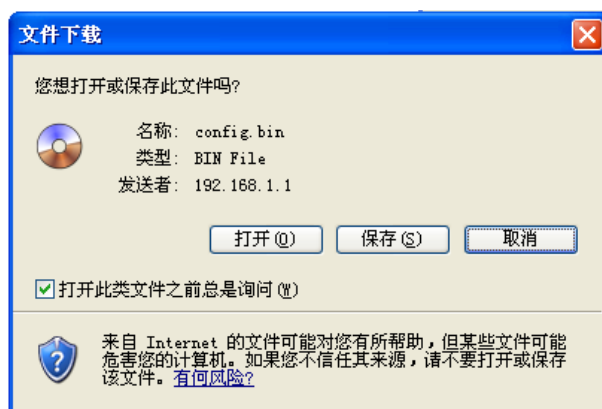 文件下载
您想打开或保存此文件吗?
名称: config.bin
类型: BIN File
发送者: 192.168.1.1
打开(O) 保存(S) 取消
打开此类文件之前总是询问(W)
来自 Internet 的文件可能对您有所帮助，但某些文件可能
危害您的计算机。如果您不信任其来源，请不要打开或保存
该文件。有何风险?